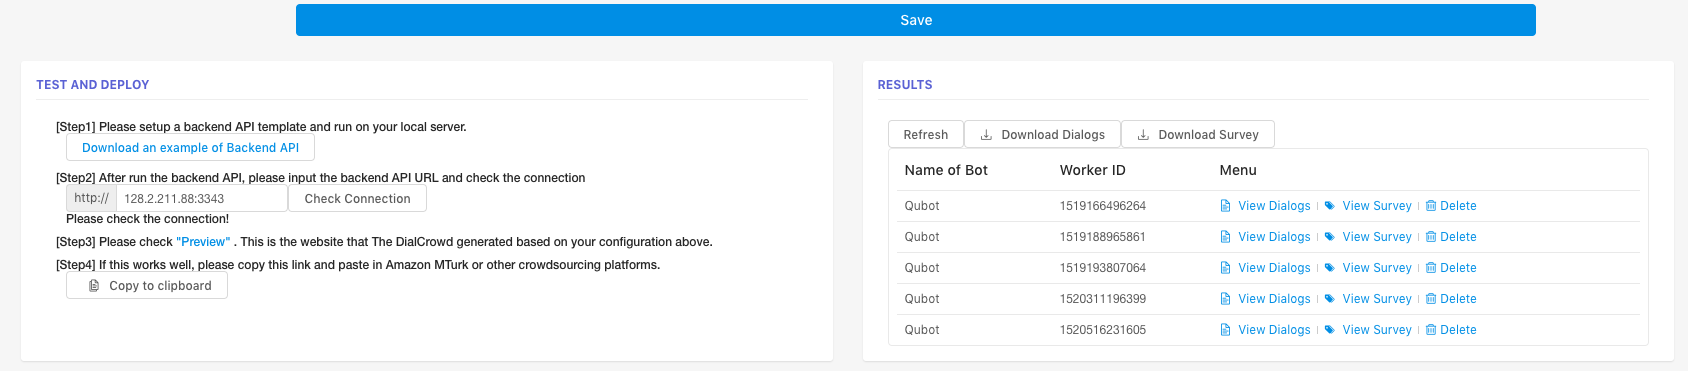 Save
TEST AND DEPLOY
[Step1] Please setup a backend API template and run on your local server.
Download an example of Backend API
[Step2] After run the backend API, please input the backend API URL and check the connection
http:// 128.2.211.88:3343 Check Connection
Please check the connection!
[Step3] Please check "Preview" . This is the website that The DialCrowd generated based on your configuration above.
[Step4] If this works well, please copy this link and paste in Amazon MTurk or other crowdsourcing platforms.
Copy to clipboard
RESULTS
Refresh Download Dialogs Download Survey
Name of Bot Worker ID Menu
Qubot 1519166496264 View Dialogs View Survey Delete
Qubot 1519188965861 View Dialogs View Survey Delete
Qubot 1519193807064 View Dialogs View Survey Delete
Qubot 1520311196399 View Dialogs View Survey Delete
Qubot 1520516231605 View Dialogs View Survey Delete